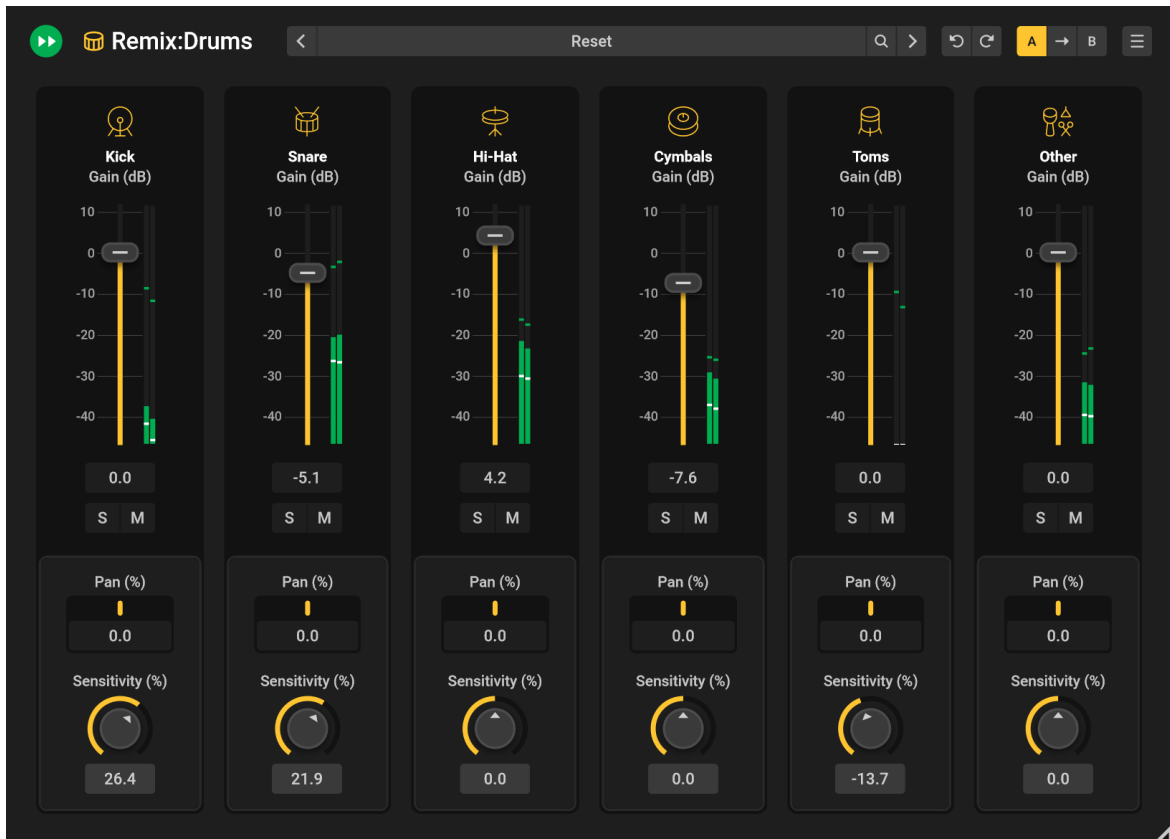 Remix:Drums
Reset
A
B
Kick
Gain (dB)
10
0
-10
-20
-30
-40
0.0
S M
Pan (%)
0.0
Sensitivity (%)
26.4
Snare
Gain (dB)
10
0
-10
-20
-30
-40
-5.1
S M
Pan (%)
0.0
Sensitivity (%)
21.9
Hi-Hat
Gain (dB)
10
0
-10
-20
-30
-40
4.2
S M
Pan (%)
0.0
Sensitivity (%)
0.0
Cymbals
Gain (dB)
10
0
-10
-20
-30
-40
-7.6
S M
Pan (%)
0.0
Sensitivity (%)
0.0
Toms
Gain (dB)
10
0
-10
-20
-30
-40
0.0
S M
Pan (%)
0.0
Sensitivity (%)
-13.7
Other
Gain (dB)
10
0
-10
-20
-30
-40
0.0
S M
Pan (%)
0.0
Sensitivity (%)
0.0